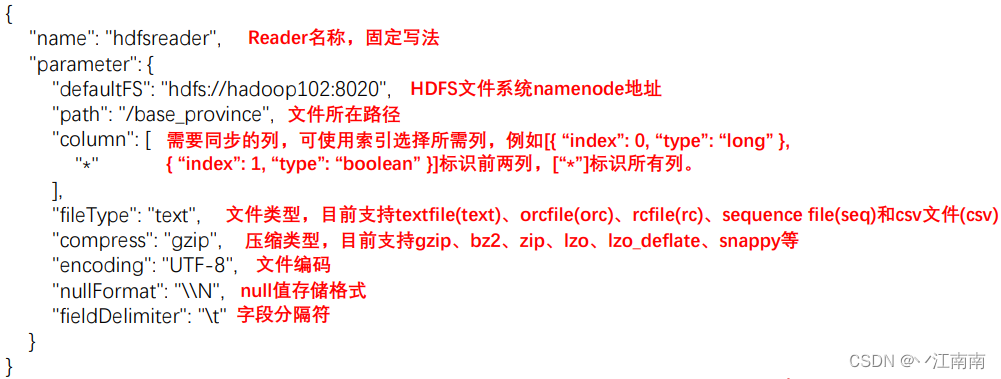 {
"name": "hdfsreader", Reader名称，固定写法
"parameter": {
"defaultFS": "hdfs://hadoop102:8020", HDFS文件系统namenode地址
"path": "/base_province", 文件所在路径
"column": [ 需要同步的列，可使用索引选择所需列，例如[{ “index”: 0, “type”: “long” },
"*" { “index”: 1, “type”: “boolean” }]标识前两列，[“*”]标识所有列。
],
"fileType": "text", 文件类型，目前支持textfile(text)、orcfile(orc)、rcfile(rc)、sequence file(seq)和csv文件(csv)
"compress": "gzip", 压缩类型，目前支持gzip、bz2、zip、lzo、lzo_deflate、snappy等
"encoding": "UTF-8", 文件编码
"nullFormat": "\\N", null值存储格式
"fieldDelimiter": "\t" 字段分隔符
}
}
CSDN @丷江南南